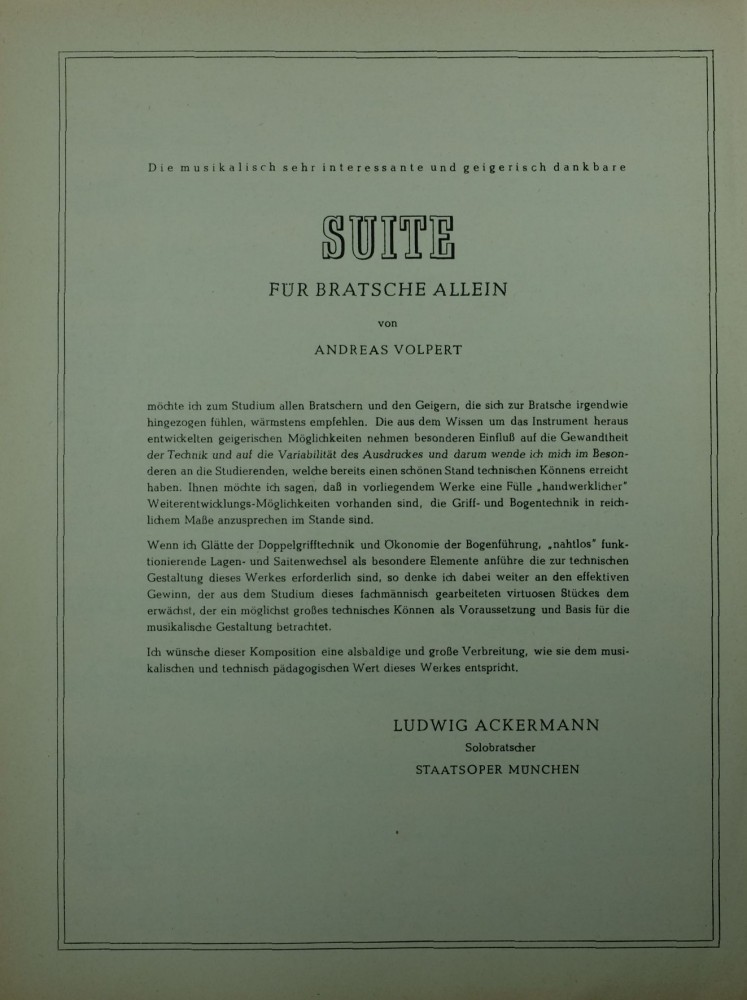 Die musikalisch sehr interessante und geigerisch dankbare
SUITE
FÜR BRATSCHE ALLEIN
von
ANDREAS VOLPERT
möchte ich zum Studium allen Bratschern und den Geigern, die sich zur Bratsche irgendwie
hingezogen fühlen, wärmstens empfehlen. Die aus dem Wissen um das Instrument heraus
entwickelten geigerischen Möglichkeiten nehmen besonderen Einfluß auf die Gewandtheit
der Technik und auf die Variabilität des Ausdruckes und darum wende ich mich im Beson-
deren an die Studierenden, welche bereits einen schönen Stand technischen Könnens erreicht
haben. Ihnen möchte ich sagen, daß in vorliegendem Werke eine Fülle „handwerklicher"
Weiterentwicklungs-Möglichkeiten vorhanden sind, die Griff- und Bogentechnik in reich-
lichem Maße anzusprechen im Stande sind.
Wenn ich Glätte der Doppelgrifftechnik und Ökonomie der Bogenführung, „nahtlos" funk-
tionierende Lagen- und Saitenwechsel als besondere Elemente anführe die zur technischen
Gestaltung dieses Werkes erforderlich sind, so denke ich dabei weiter an den effektiven
Gewinn, der aus dem Studium dieses fachmännisch gearbeiteten virtuosen Stückes dem
erwächst, der ein möglichst großes technisches Können als Voraussetzung und Basis für die
musikalische Gestaltung betrachtet.
Ich wünsche dieser Komposition eine alsbaldige und große Verbreitung, wie sie dem musi-
kalischen und technisch pädagogischen Wert dieses Werkes entspricht.
LUDWIG ACKERMANN
Solobratscher
STAATSOPER MÜNCHEN